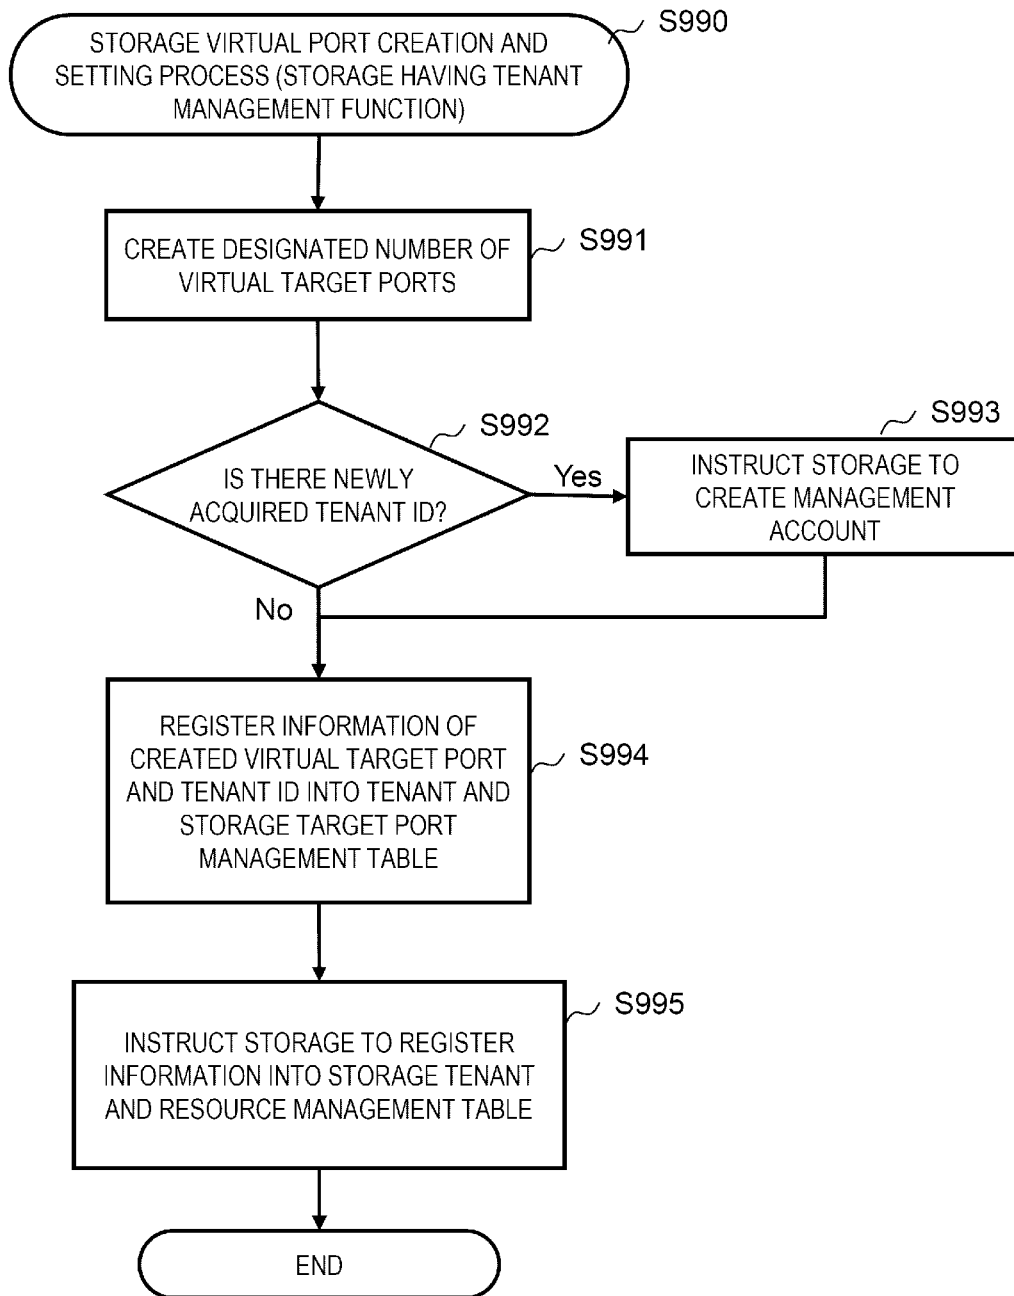 S990
STORAGE VIRTUAL PORT CREATION AND
SETTING PROCESS (STORAGE HAVING TENANT
MANAGEMENT FUNCTION)
S991
CREATE DESIGNATED NUMBER OF
VIRTUAL TARGET PORTS
S992
IS THERE NEWLY
ACQUIRED TENANT ID?
Yes
S993
INSTRUCT STORAGE TO
CREATE MANAGEMENT
ACCOUNT
No
REGISTER INFORMATION OF
CREATED VIRTUAL TARGET PORT
AND TENANT ID INTO TENANT AND
STORAGE TARGET PORT
MANAGEMENT TABLE
S994
S995
INSTRUCT STORAGE TO REGISTER
INFORMATION INTO STORAGE TENANT
AND RESOURCE MANAGEMENT TABLE
END